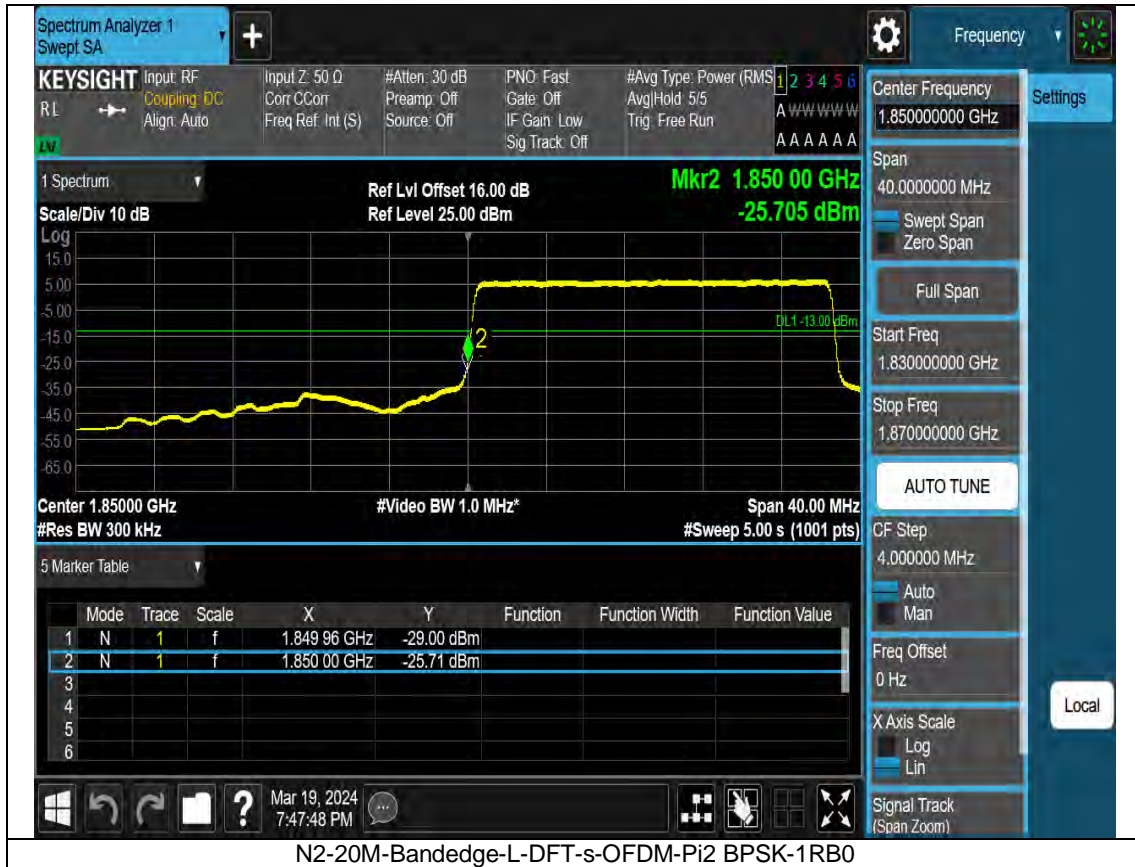 Spectrum Analyzer 1
Swept SA
+
Frequency
KEYSIGHT
RL
Input: RF
Coupling: DC
Align: Auto
Input Z: 50 Ω
Corr CCorr
Freq Ref: Int (S)
#Atten: 30 dB
Preamp: Off
Source: Off
PNO: Fast
Gate: Off
IF Gain: Low
Sig Track: Off
#Avg Type: Power (RMS
Avg|Hold: 5/5
Trig: Free Run
1 2 3 4 5 6
A W W W W W
A A A A A A
1 Spectrum
Scale/Div 10 dB
Ref Lvl Offset 16.00 dB
Ref Level 25.00 dBm
Mkr2 1.850 00 GHz
-25.705 dBm
Log
15.0
5.00
-5.00
-15.0
-25.0
-35.0
-45.0
-55.0
-65.0
DL1 -13.00 dBm
2
Center 1.85000 GHz
#Res BW 300 kHz
#Video BW 1.0 MHz*
Span 40.00 MHz
#Sweep 5.00 s (1001 pts)
5 Marker Table
Mode Trace Scale X Y Function Function Width Function Value
1 N 1 f 1.849 96 GHz -29.00 dBm
2 N 1 f 1.850 00 GHz -25.71 dBm
3
4
5
6
Mar 19, 2024
7:47:48 PM
Center Frequency
1.850000000 GHz
Settings
Span
40.0000000 MHz
Swept Span
Zero Span
Full Span
Start Freq
1.830000000 GHz
Stop Freq
1.870000000 GHz
AUTO TUNE
CF Step
4.000000 MHz
Auto
Man
Freq Offset
0 Hz
X Axis Scale
Log
Lin
Local
Signal Track
(Span Zoom)
N2-20M-Bandedge-L-DFT-s-OFDM-Pi2 BPSK-1RB0